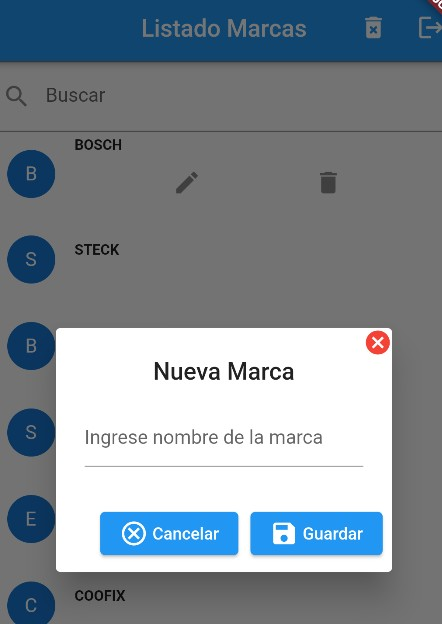 Listado Marcas
Buscar
BOSCH
B
STECK
S
B
Nueva Marca
S
Ingrese nombre de la marca
E
Cancelar
Guardar
COOFIX
C